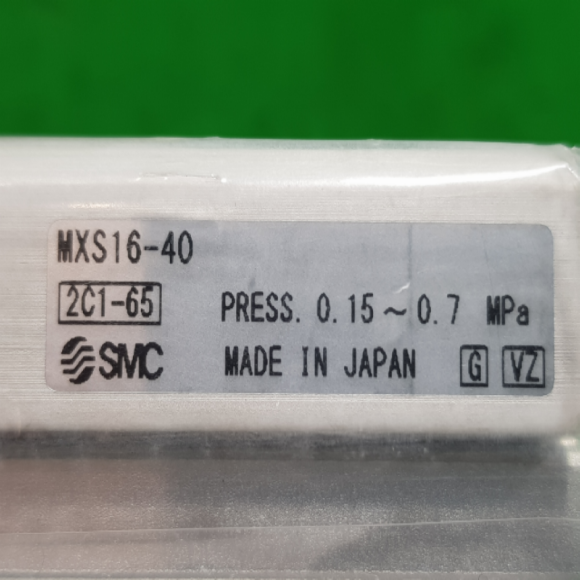 MXS16-40
2C1-65 PRESS. 0.15~0.7 MPa
SMC MADE IN JAPAN G VZ